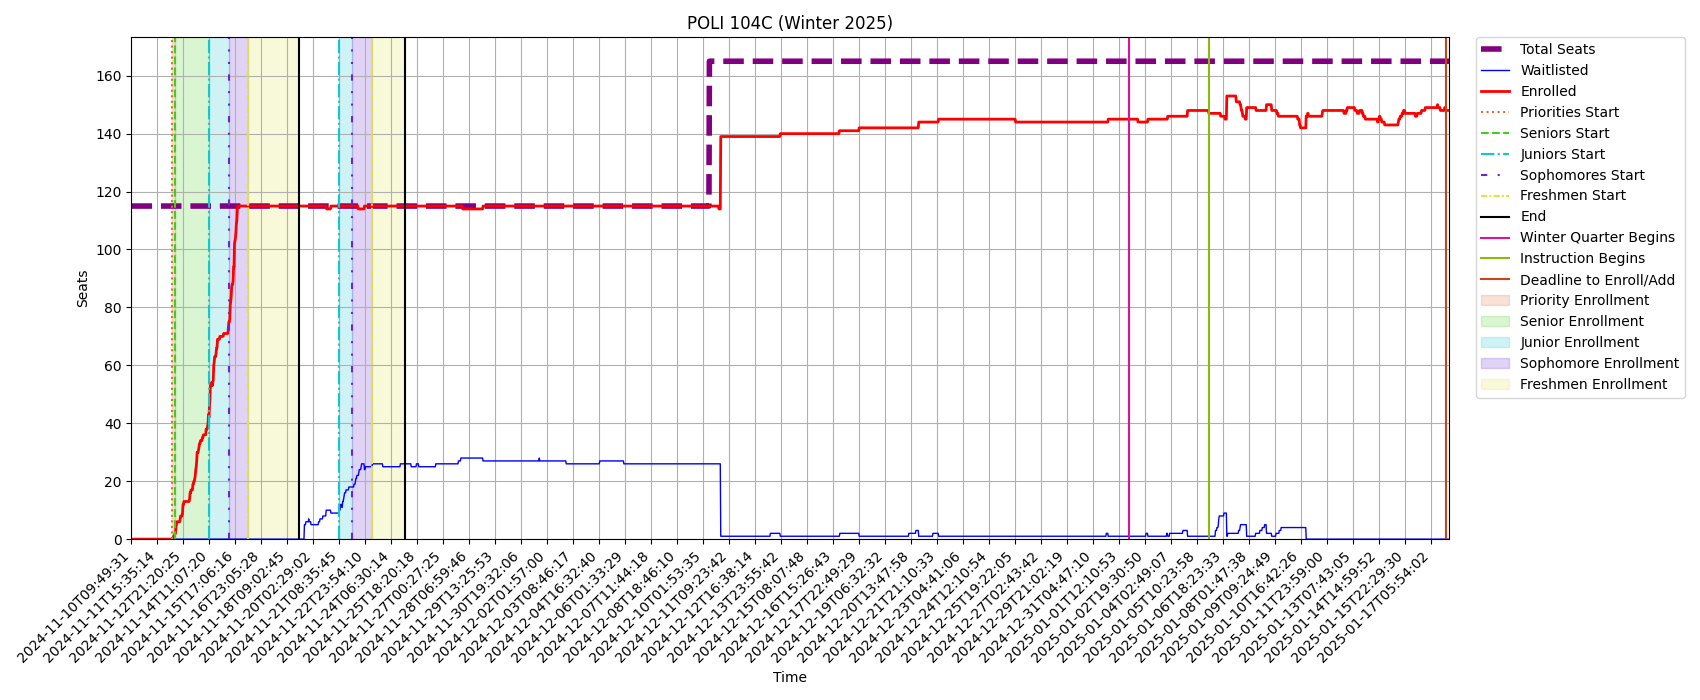 POLI 104C (Winter 2025)
Seats
160
140
120
100
80
60
40
20
0
2024-11-10T09:49:31
2024-11-11T15:35:14
2024-11-12T21:20:25
2024-11-14T11:07:20
2024-11-15T17:06:16
2024-11-16T23:05:28
2024-11-18T09:02:45
2024-11-20T02:29:02
2024-11-21T08:35:45
2024-11-22T23:54:10
2024-11-24T06:30:14
2024-11-25T18:20:18
2024-11-27T00:27:25
2024-11-28T06:59:46
2024-11-29T13:25:53
2024-11-30T19:32:06
2024-12-02T01:57:00
2024-12-03T08:46:17
2024-12-04T16:32:40
2024-12-06T01:33:29
2024-12-07T11:44:18
2024-12-08T18:46:10
2024-12-10T01:53:35
2024-12-11T09:23:42
2024-12-12T16:38:14
2024-12-13T23:55:42
2024-12-15T08:07:48
2024-12-16T15:26:43
2024-12-17T22:49:29
2024-12-19T06:32:32
2024-12-20T13:47:58
2024-12-21T21:10:33
2024-12-23T04:41:06
2024-12-24T12:10:54
2024-12-25T19:22:05
2024-12-27T02:43:42
2024-12-29T21:02:19
2024-12-31T04:47:10
2025-01-01T12:10:53
2025-01-02T19:30:50
2025-01-04T02:49:07
2025-01-05T10:23:58
2025-01-06T18:23:33
2025-01-08T01:47:38
2025-01-09T09:24:49
2025-01-10T16:42:26
2025-01-11T23:59:00
2025-01-13T07:43:05
2025-01-14T14:59:52
2025-01-15T22:29:30
2025-01-17T05:54:02
Time
Total Seats
Waitlisted
Enrolled
Priorities Start
Seniors Start
Juniors Start
Sophomores Start
Freshmen Start
End
Winter Quarter Begins
Instruction Begins
Deadline to Enroll/Add
Priority Enrollment
Senior Enrollment
Junior Enrollment
Sophomore Enrollment
Freshmen Enrollment